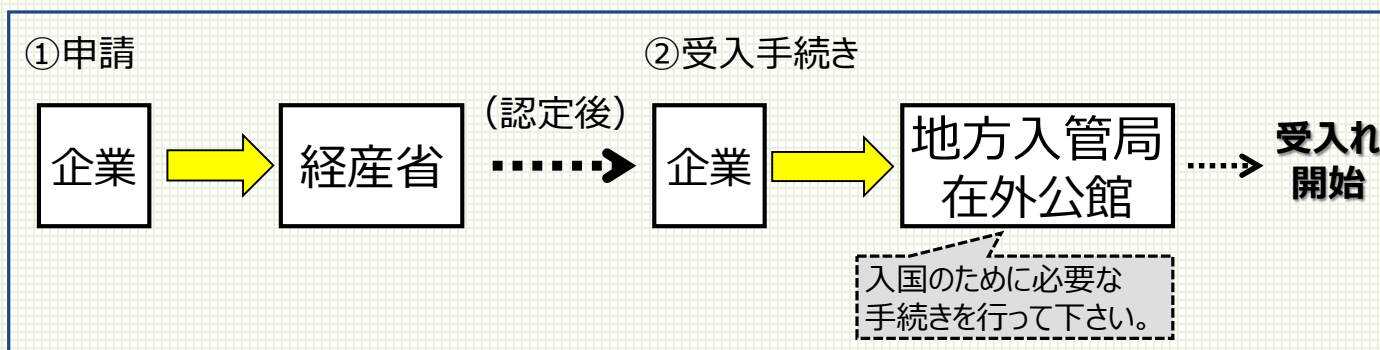 ①申請
企業
経産省
(認定後)
②受入手続き
企業
地方入管局
在外公館
入国のために必要な
手続きを行って下さい。
受入れ
開始